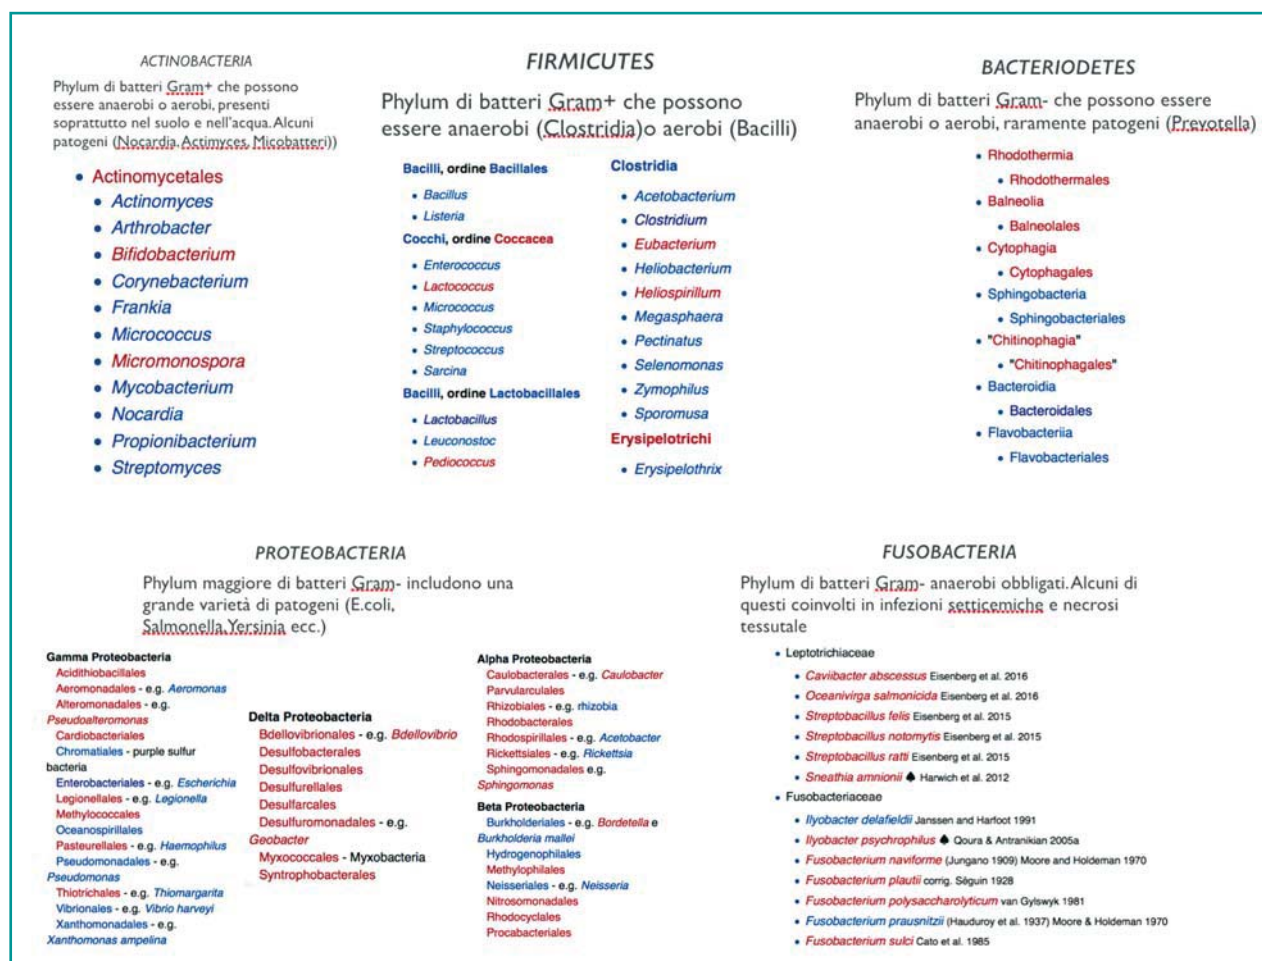 ACTINOBACTERIA
Phylum di batteri Gram+ che possono
essere anaerobi o aerobi, presenti
soprattutto nel suolo e nell'acqua. Alcuni
patogeni (Nocardia, Actimyces, Micobatteri))
• Actinomycetales
• Actinomyces
• Arthrobacter
• Bifidobacterium
• Corynebacterium
• Frankia
• Micrococcus
• Micromonospora
• Mycobacterium
• Nocardia
• Propionibacterium
• Streptomyces
FIRMICUTES
Phylum di batteri Gram+ che possono
essere anaerobi (Clostridia)o aerobi (Bacilli)
Bacilli, ordine Bacillales
• Bacillus
• Listeria
Cocchi, ordine Coccacea
• Enterococcus
• Lactococcus
• Micrococcus
• Staphylococcus
• Streptococcus
• Sarcina
Bacilli, ordine Lactobacillales
• Lactobacillus
• Leuconostoc
• Pediococcus
Clostridia
• Acetobacterium
• Clostridium
• Eubacterium
• Heliobacterium
• Heliospirillum
• Megasphaera
• Pectinatus
• Selenomonas
• Zymophilus
• Sporomusa
Erysipelotrichi
• Erysipelothrix
BACTERIODETES
Phylum di batteri Gram- che possono essere
anaerobi o aerobi, raramente patogeni (Prevotella)
• Rhodothermia
• Rhodothermales
• Balneolia
• Balneolales
• Cytophagia
• Cytophagales
• Sphingobacteria
• Sphingobacteriales
• "Chitinophagia"
• "Chitinophagales"
• Bacteroidia
• Bacteroidales
• Flavobacteriia
• Flavobacteriales
PROTEOBACTERIA
Phylum maggiore di batteri Gram- includono una
grande varietà di patogeni (E.coli,
Salmonella,Yersinia ecc.)
Gamma Proteobacteria
Acidithiobacillales
Aeromonadales - e.g. Aeromonas
Alteromonadales - e.g.
Pseudoalteromonas
Cardiobacteriales
Chromatiales - purple sulfur
bacteria
Enterobacteriales - e.g. Escherichia
Legionellales - e.g. Legionella
Methylococcales
Oceanospirillales
Pasteurellales - e.g. Haemophilus
Pseudomonadales - e.g.
Pseudomonas
Thiotrichales - e.g. Thiomargarita
Vibrionales - e.g. Vibrio harveyi
Xanthomonadales - e.g.
Xanthomonas ampelina
Delta Proteobacteria
Bdellovibrionales - e.g. Bdellovibrio
Desulfobacterales
Desulfovibrionales
Desulfurellales
Desulfarcales
Desulfuromonadales - e.g.
Geobacter
Myxococcales - Myxobacteria
Syntrophobacterales
Alpha Proteobacteria
Caulobacterales - e.g. Caulobacter
Parvularculales
Rhizobiales - e.g. rhizobia
Rhodobacterales
Rhodospirillales - e.g. Acetobacter
Rickettsiales - e.g. Rickettsia
Sphingomonadales e.g.
Sphingomonas
Beta Proteobacteria
Burkholderiales - e.g. Bordetella e
Burkholderia mallei
Hydrogenophilales
Methylophilales
Neisseriales - e.g. Neisseria
Nitrosomonadales
Rhodocyclales
Procabacteriales
FUSOBACTERIA
Phylum di batteri Gram- anaerobi obbligati. Alcuni di
questi coinvolti in infezioni setticemiche e necrosi
tessutale
• Leptotrichiaceae
• Caviibacter abscessus Eisenberg et al. 2016
• Oceanivirga salmonicida Eisenberg et al. 2016
• Streptobacillus felis Eisenberg et al. 2015
• Streptobacillus notomytis Eisenberg et al. 2015
• Streptobacillus ratti Eisenberg et al. 2015
• Sneathia amnionii ♠ Harwich et al. 2012
• Fusobacteriaceae
• Ilyobacter delafieldii Janssen and Harfoot 1991
• Ilyobacter psychrophilus ♠ Qoura & Antranikian 2005a
• Fusobacterium naviforme (Jungano 1909) Moore and Holdeman 1970
• Fusobacterium plautii corrig. Séguin 1928
• Fusobacterium polysaccharolyticum van Gylswyk 1981
• Fusobacterium prausnitzii (Hauduroy et al. 1937) Moore & Holdeman 1970
• Fusobacterium sulci Cato et al. 1985